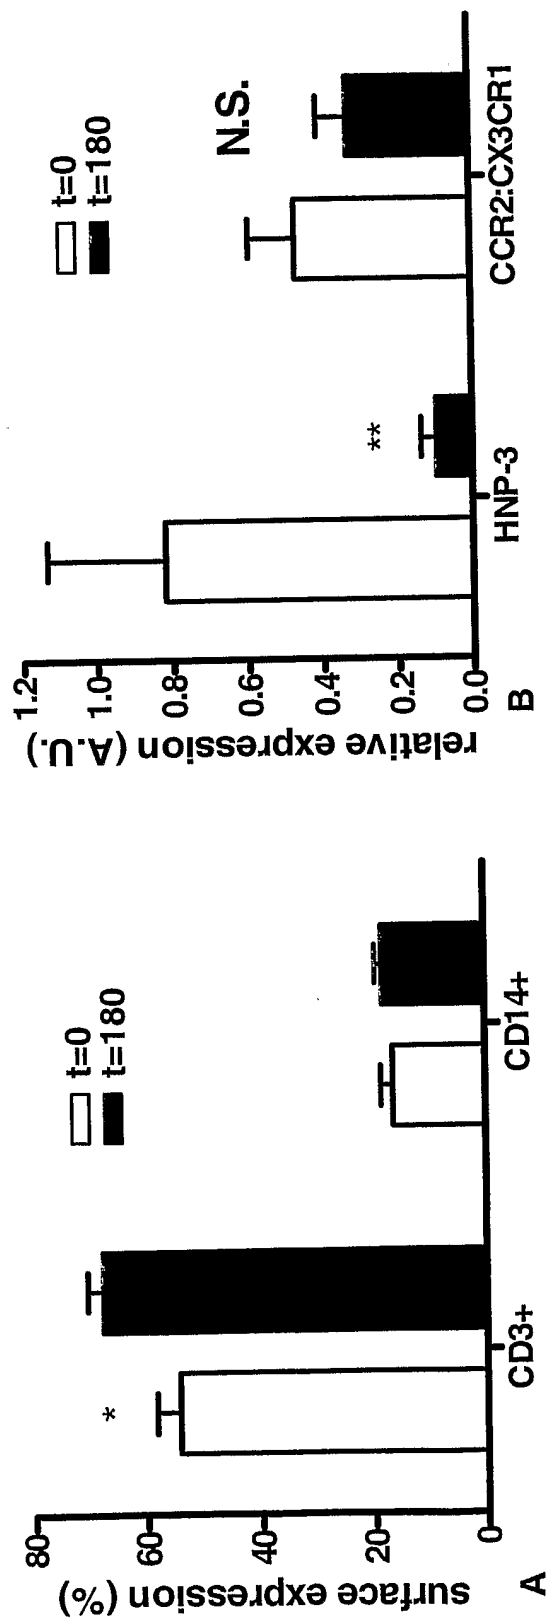 80
60
40
20
0
surface expression (%)
t=0
t=180
*
CD3+
CD14+
A
1.2
1.0
0.8
0.6
0.4
0.2
0.0
relative expression (A.U.)
t=0
t=180
**
N.S.
HNP-3
CCR2:CX3CR1
B